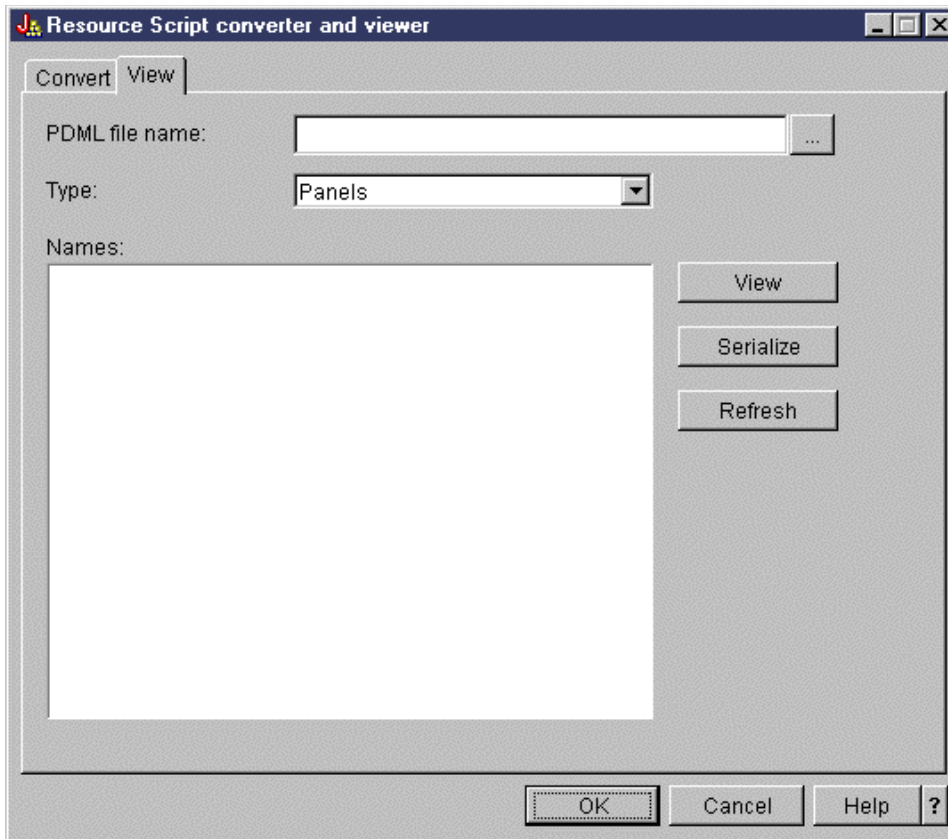 Resource Script converter and viewer
Convert View
PDML file name:
...
Type:
Panels
Names:
View
Serialize
Refresh
OK Cancel Help ?